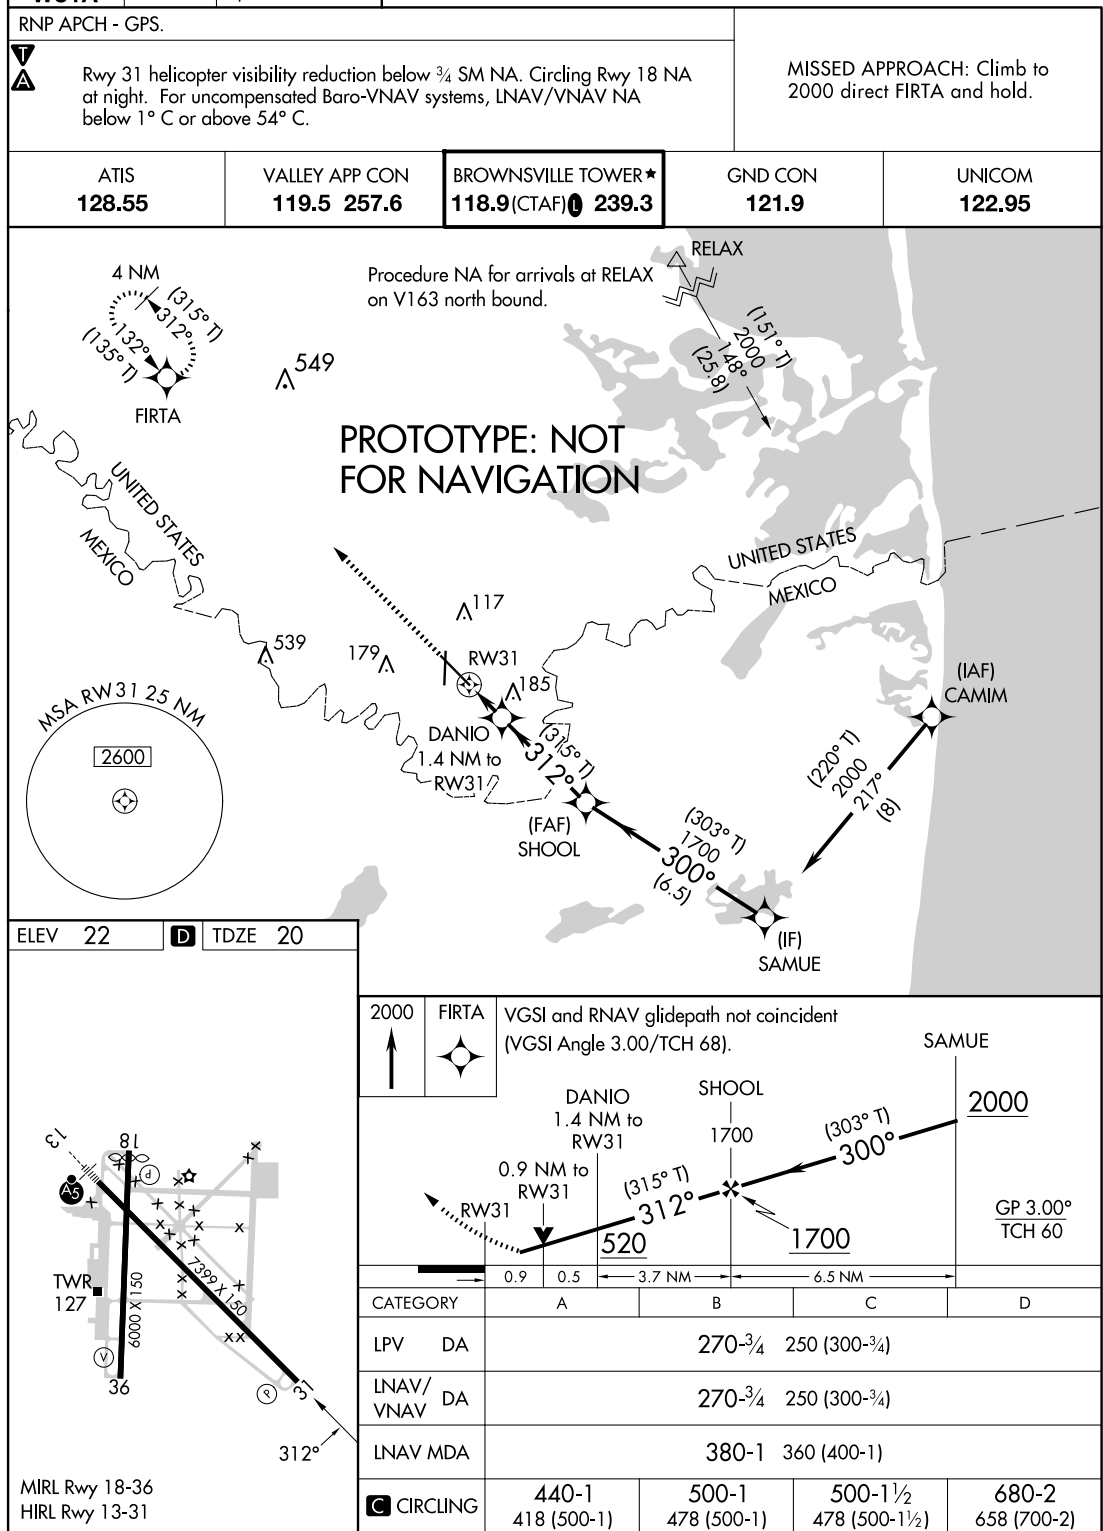 RNP APCH - GPS.
T
A
Rwy 31 helicopter visibility reduction below ¾ SM NA. Circling Rwy 18 NA
at night. For uncompensated Baro-VNAV systems, LNAV/VNAV NA
below 1° C or above 54° C.
MISSED APPROACH: Climb to
2000 direct FIRTA and hold.
ATIS
128.55
VALLEY APP CON
119.5 257.6
BROWNSVILLE TOWER★
118.9 (CTAF) L 239.3
GND CON
121.9
UNICOM
122.95
RELAX
4 NM
(315° T)
312°
132°
(135° T)
FIRTA
Procedure NA for arrivals at RELAX
on V163 north bound.
(151° T)
2000
148°
(25.8)
549
PROTOTYPE: NOT
FOR NAVIGATION
UNITED STATES
MEXICO
UNITED STATES
MEXICO
117
539
179
RW31
185
(IAF)
CAMIM
MSA RW31 25 NM
2600
DANIO
1.4 NM to
RW31
(315° T)
312°
(220° T)
2000
217°
(8)
(FAF)
SHOOL
(303° T)
1700
300°
(6.5)
(IF)
SAMUE
ELEV 22
D
TDZE 20
2000
FIRTA
VGSI and RNAV glidepath not coincident
(VGSI Angle 3.00/TCH 68).
SAMUE
DANIO
1.4 NM to
RW31
SHOOL
1700
2000
(303° T)
300°
0.9 NM to
RW31
(315° T)
312°
RW31
520
1700
GP 3.00°
TCH 60
0.9
0.5
3.7 NM
6.5 NM
13
18
P
A5
TWR
127
7399 X 150
6000 X 150
V
36
P
31
312°
MIRL Rwy 18-36
HIRL Rwy 13-31
CATEGORY A B C D
LPV DA 270-¾ 250 (300-¾)
LNAV/
VNAV DA 270-¾ 250 (300-¾)
LNAV MDA 380-1 360 (400-1)
C CIRCLING 440-1 500-1 500-1½ 680-2
418 (500-1) 478 (500-1) 478 (500-1½) 658 (700-2)